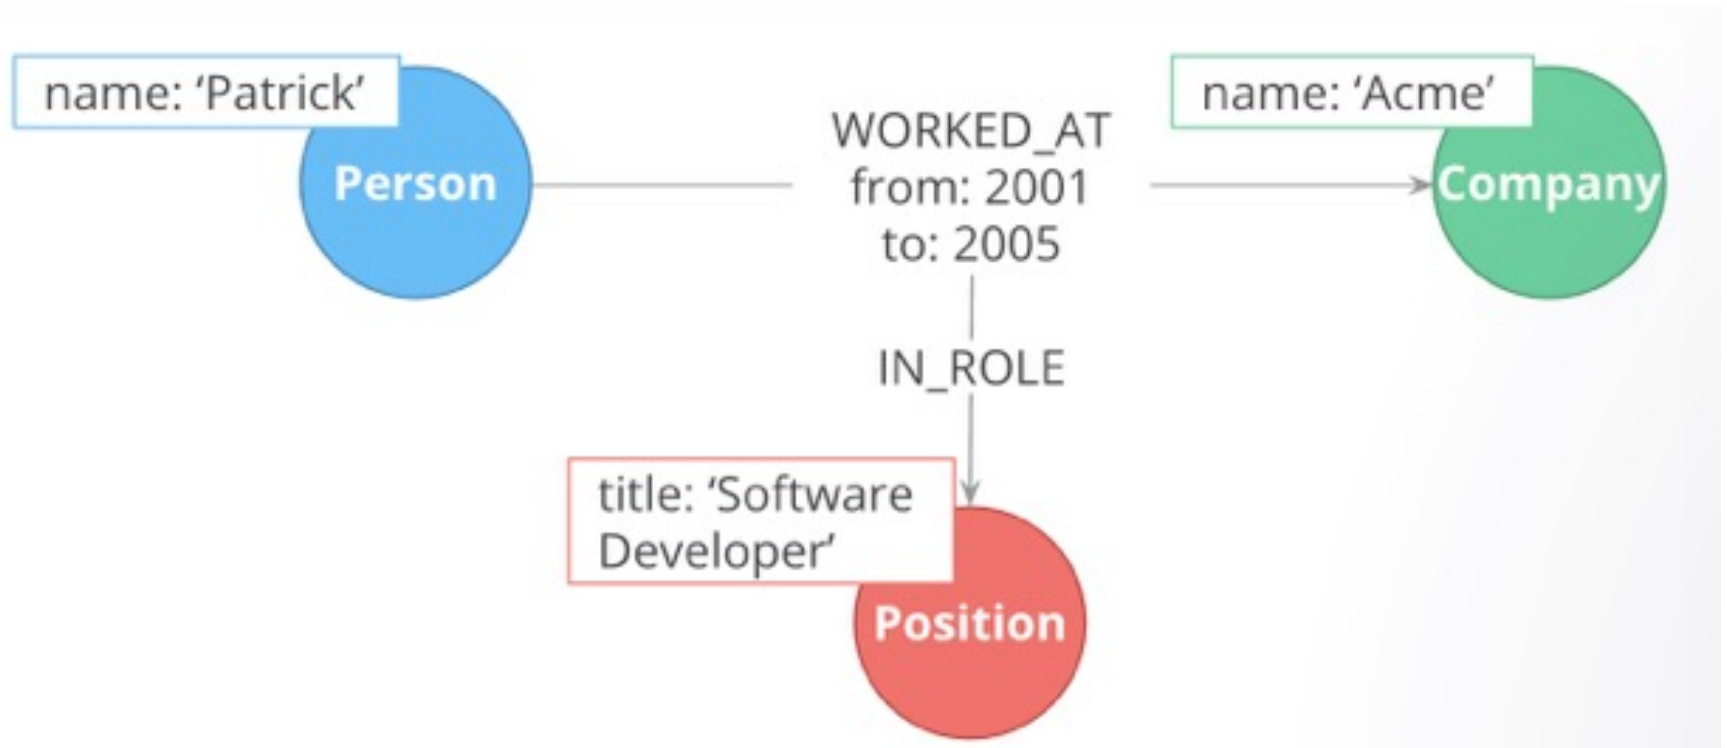 name: ‘Patrick’
Person
WORKED_AT
from: 2001
to: 2005
name: ‘Acme’
Company
IN_ROLE
title: ‘Software
Developer’
Position